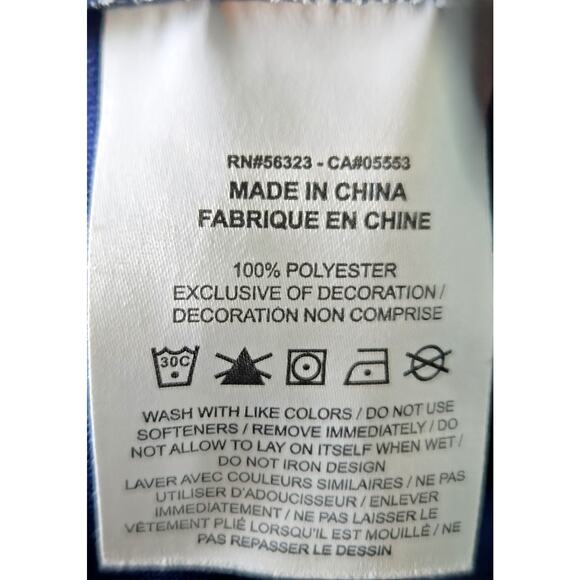 RN#56323 - CA#05553
MADE IN CHINA
FABRIQUE EN CHINE
100% POLYESTER
EXCLUSIVE OF DECORATION /
DECORATION NON COMPRISE
30C
WASH WITH LIKE COLORS / DO NOT USE
SOFTENERS / REMOVE IMMEDIATELY / DO
NOT ALLOW TO LAY ON ITSELF WHEN WET /
DO NOT IRON DESIGN
LAVER AVEC COULEURS SIMILAIRES / NE PAS
UTILISER D'ADOUCISSEUR / ENLEVER
IMMEDIATEMENT / NE PAS LAISSER LE
VÊTEMENT PLIÉ LORSQU'IL EST MOUILLÉ / NE
PAS REPASSER LE DESSIN